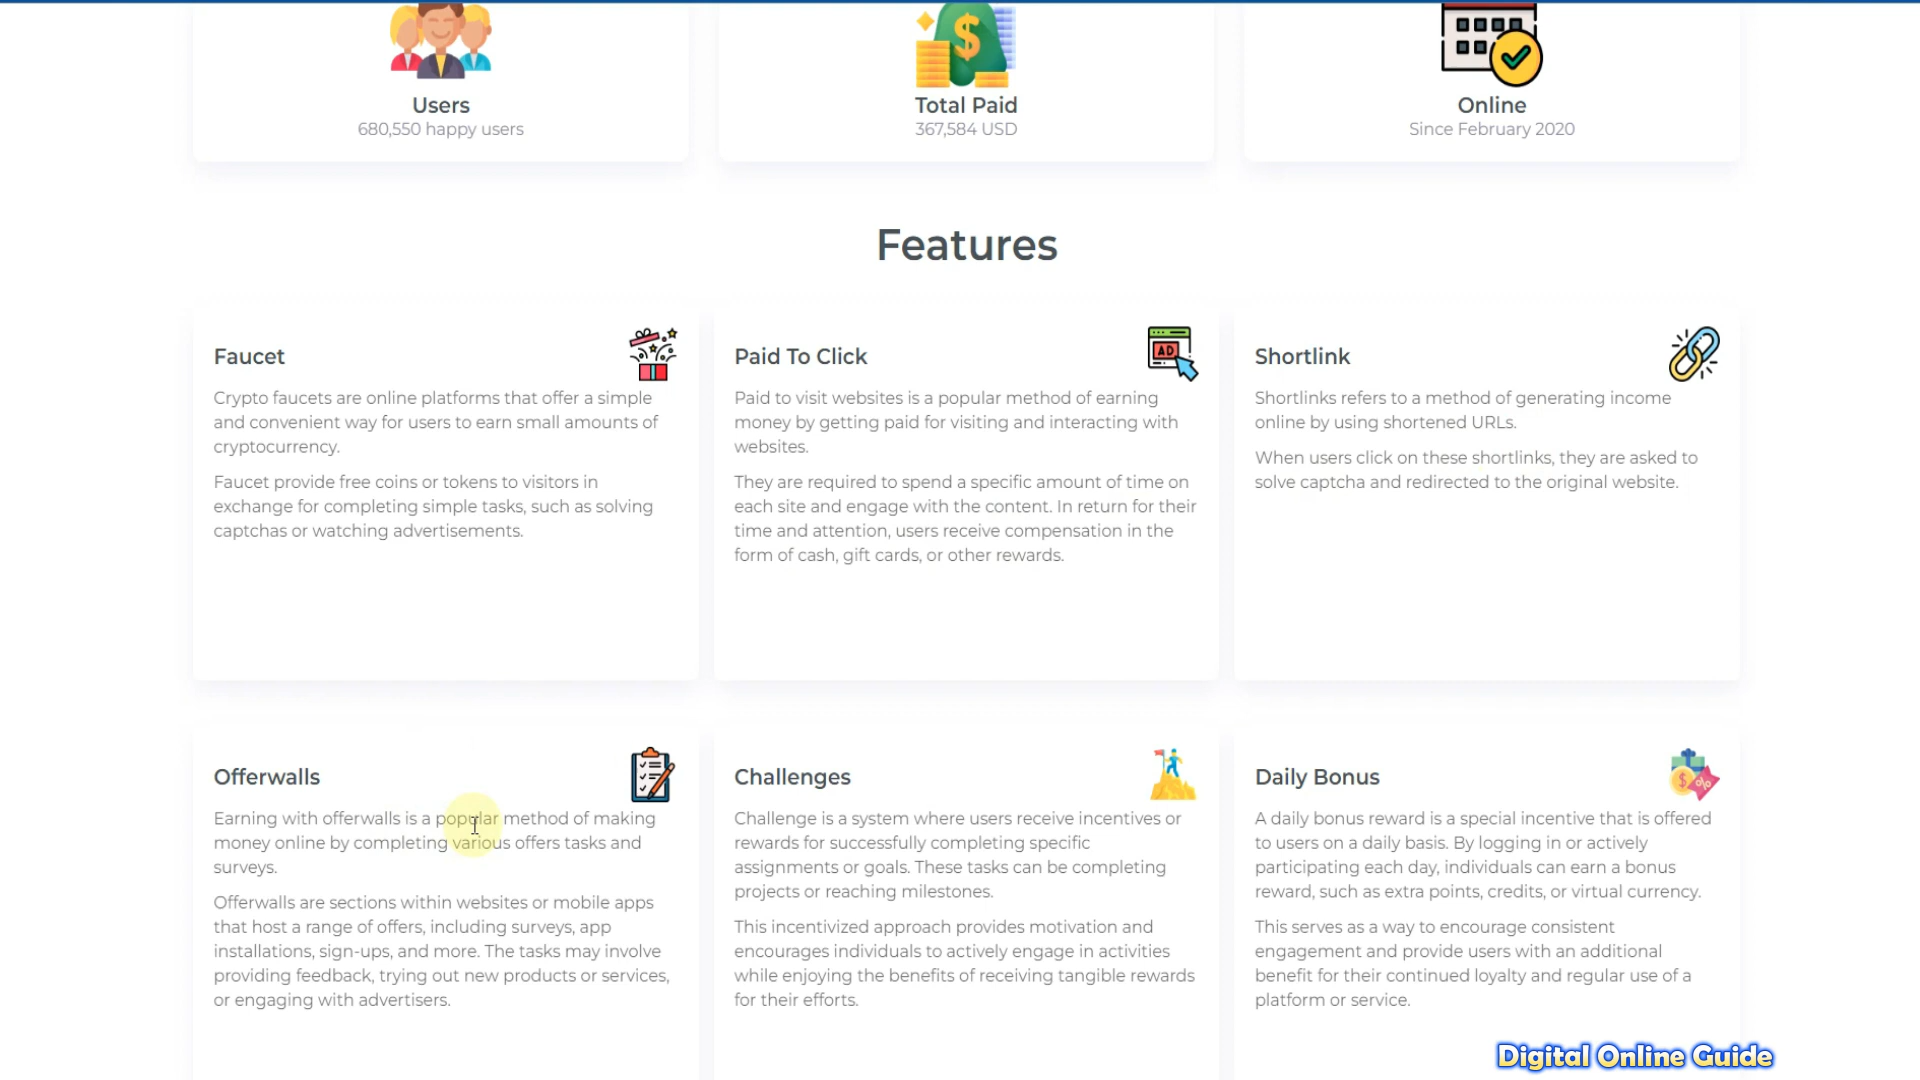 Users
680,550 happy users
Total Paid
367,584 USD
Online
Since February 2020
Features
Faucet
Crypto faucets are online platforms that offer a simple
and convenient way for users to earn small amounts of
cryptocurrency.
Faucet provide free coins or tokens to visitors in
exchange for completing simple tasks, such as solving
captchas or watching advertisements.
Paid To Click
AD
Paid to visit websites is a popular method of earning
money by getting paid for visiting and interacting with
websites.
They are required to spend a specific amount of time on
each site and engage with the content. In return for their
time and attention, users receive compensation in the
form of cash, gift cards, or other rewards.
Shortlink
Shortlinks refers to a method of generating income
online by using shortened URLs.
When users click on these shortlinks, they are asked to
solve captcha and redirected to the original website.
Offerwalls
Earning with offerwalls is a popular method of making
money online by completing various offers tasks and
surveys.
Offerwalls are sections within websites or mobile apps
that host a range of offers, including surveys, app
installations, sign-ups, and more. The tasks may involve
providing feedback, trying out new products or services,
or engaging with advertisers.
Challenges
Challenge is a system where users receive incentives or
rewards for successfully completing specific
assignments or goals. These tasks can be completing
projects or reaching milestones.
This incentivized approach provides motivation and
encourages individuals to actively engage in activities
while enjoying the benefits of receiving tangible rewards
for their efforts.
Daily Bonus
A daily bonus reward is a special incentive that is offered
to users on a daily basis. By logging in or actively
participating each day, individuals can earn a bonus
reward, such as extra points, credits, or virtual currency.
This serves as a way to encourage consistent
engagement and provide users with an additional
benefit for their continued loyalty and regular use of a
platform or service.
Digital Online Guide